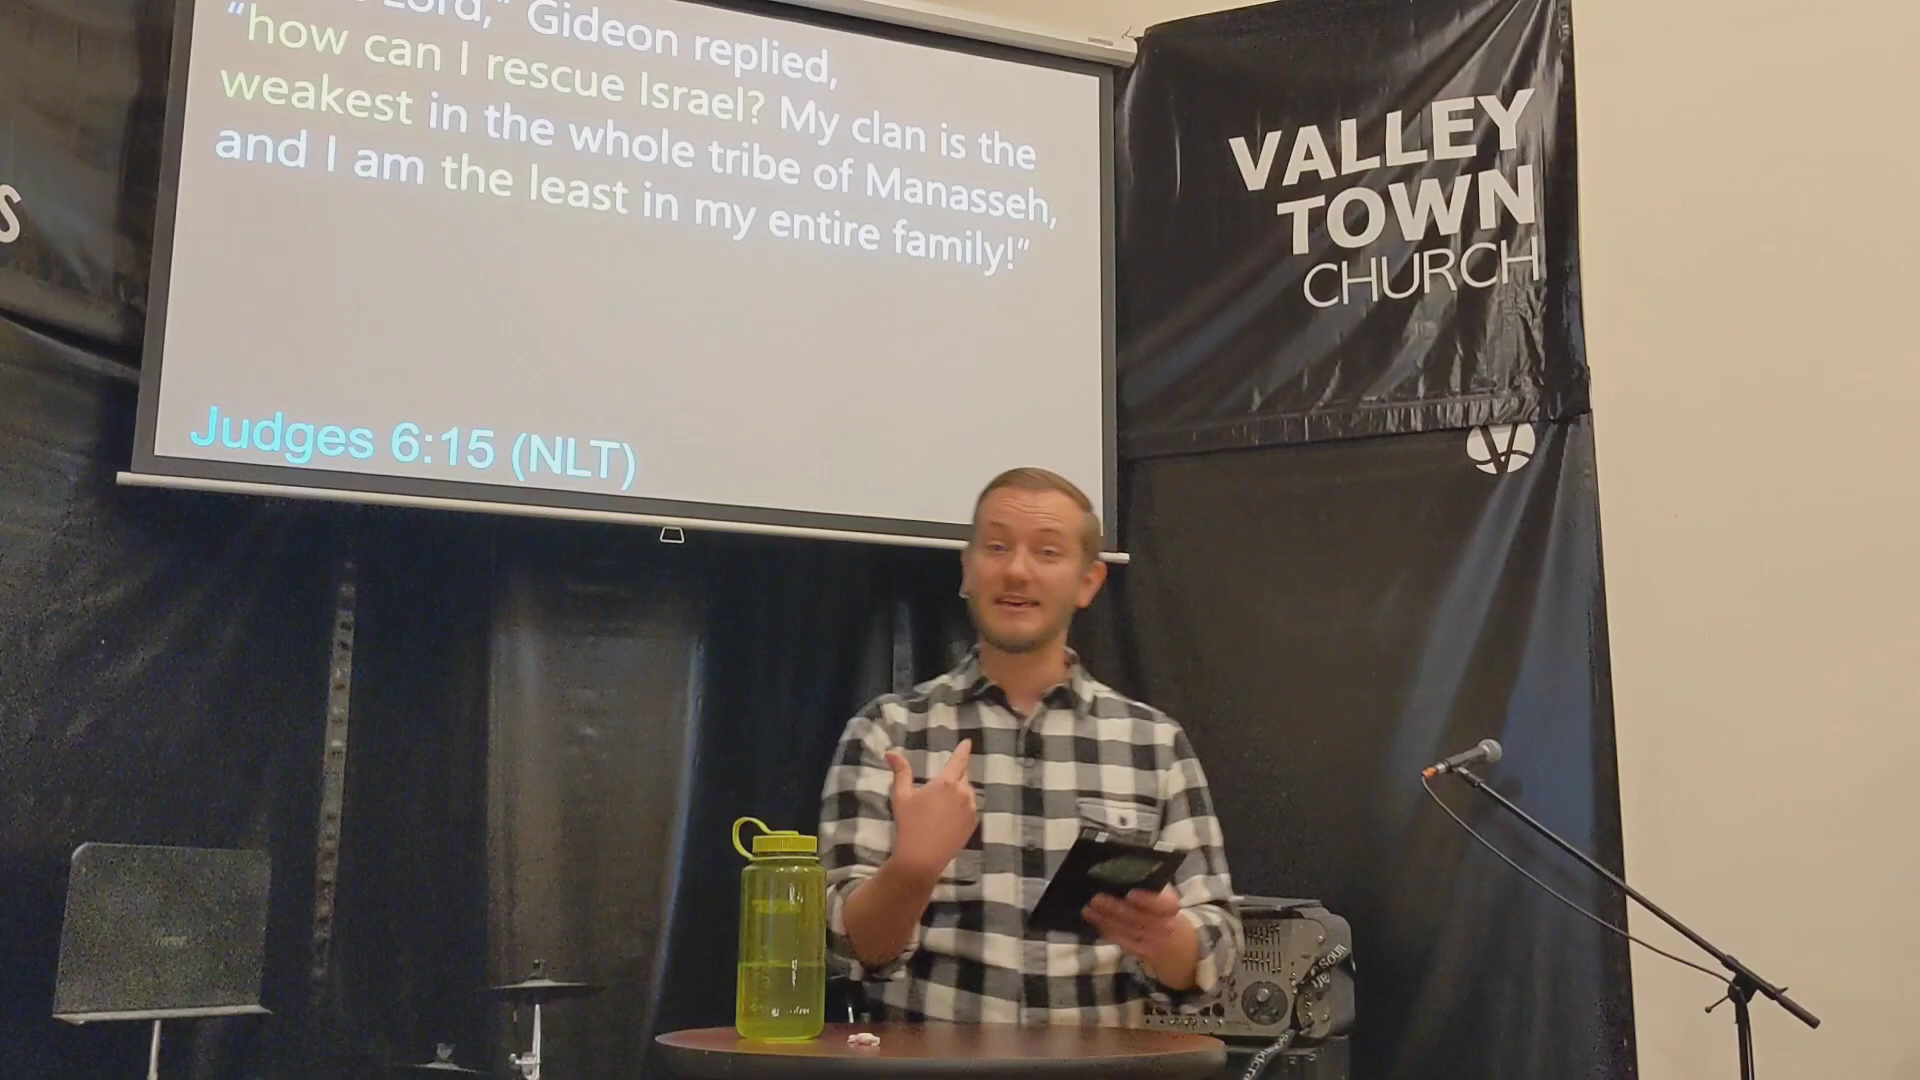 Lord," Gideon replied,
"how can I rescue Israel? My clan is the
weakest in the whole tribe of Manasseh,
and I am the least in my entire family!"
Judges 6:15 (NLT)
VALLEY
TOWN
CHURCH
S